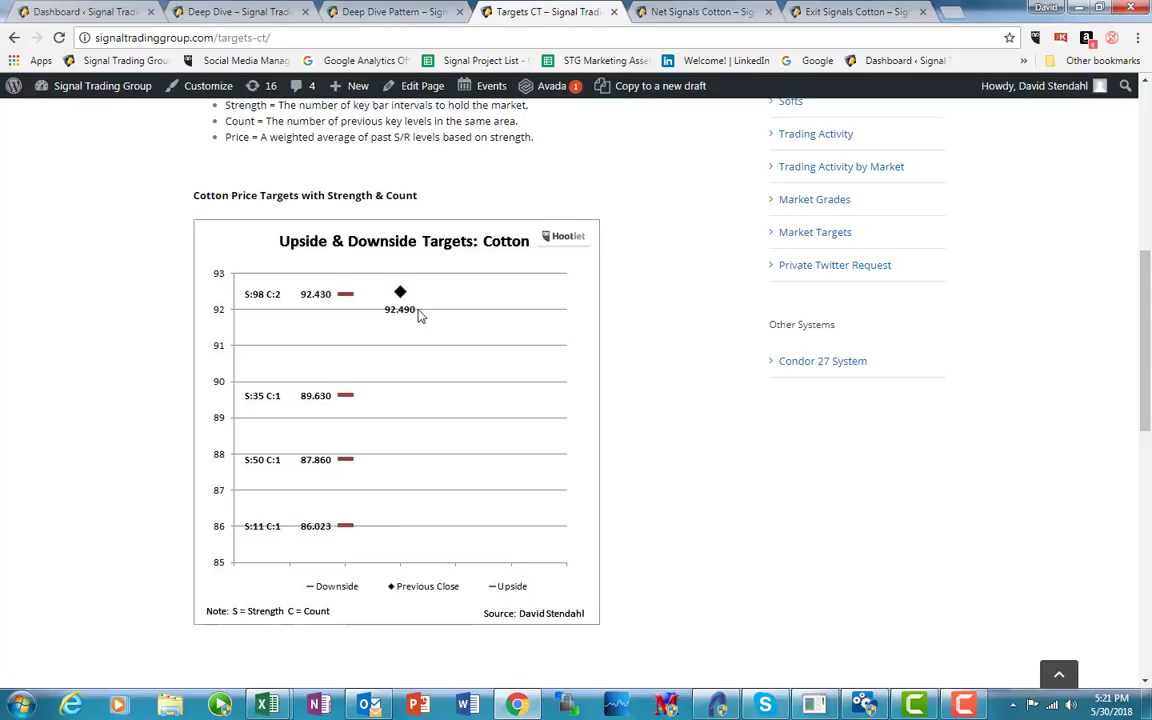 Dashboard ‹ Signal Tradi
Deep Dive – Signal Tradin
Deep Dive Pattern – Sign
Targets CT – Signal Tradi
Net Signals Cotton – Sig
Exit Signals Cotton – Sig
David
signaltradinggroup.com/targets-ct/
Apps
Signal Trading Grou
Social Media Manag
Google Analytics Of
Signal Project List -
STG Marketing Asse
Welcome! | LinkedIn
Google
Dashboard ‹ Signal T
»
Other bookmarks
Signal Trading Group
Customize
16
4
New
Edit Page
Events
Avada 1
Copy to a new draft
Howdy, David Stendahl
• Strength = The number of key bar intervals to hold the market.
• Count = The number of previous key levels in the same area.
• Price = A weighted average of past S/R levels based on strength.
Cotton Price Targets with Strength & Count
Upside & Downside Targets: Cotton
Hootlet
93
S:98 C:2 92.430
92.490
92
91
90
S:35 C:1 89.630
89
88
S:50 C:1 87.860
87
86
S:11 C:1 86.023
85
Downside
Previous Close
Upside
Note: S = Strength C = Count
Source: David Stendahl
Softs
Trading Activity
Trading Activity by Market
Market Grades
Market Targets
Private Twitter Request
Other Systems
Condor 27 System
5:21 PM
5/30/2018